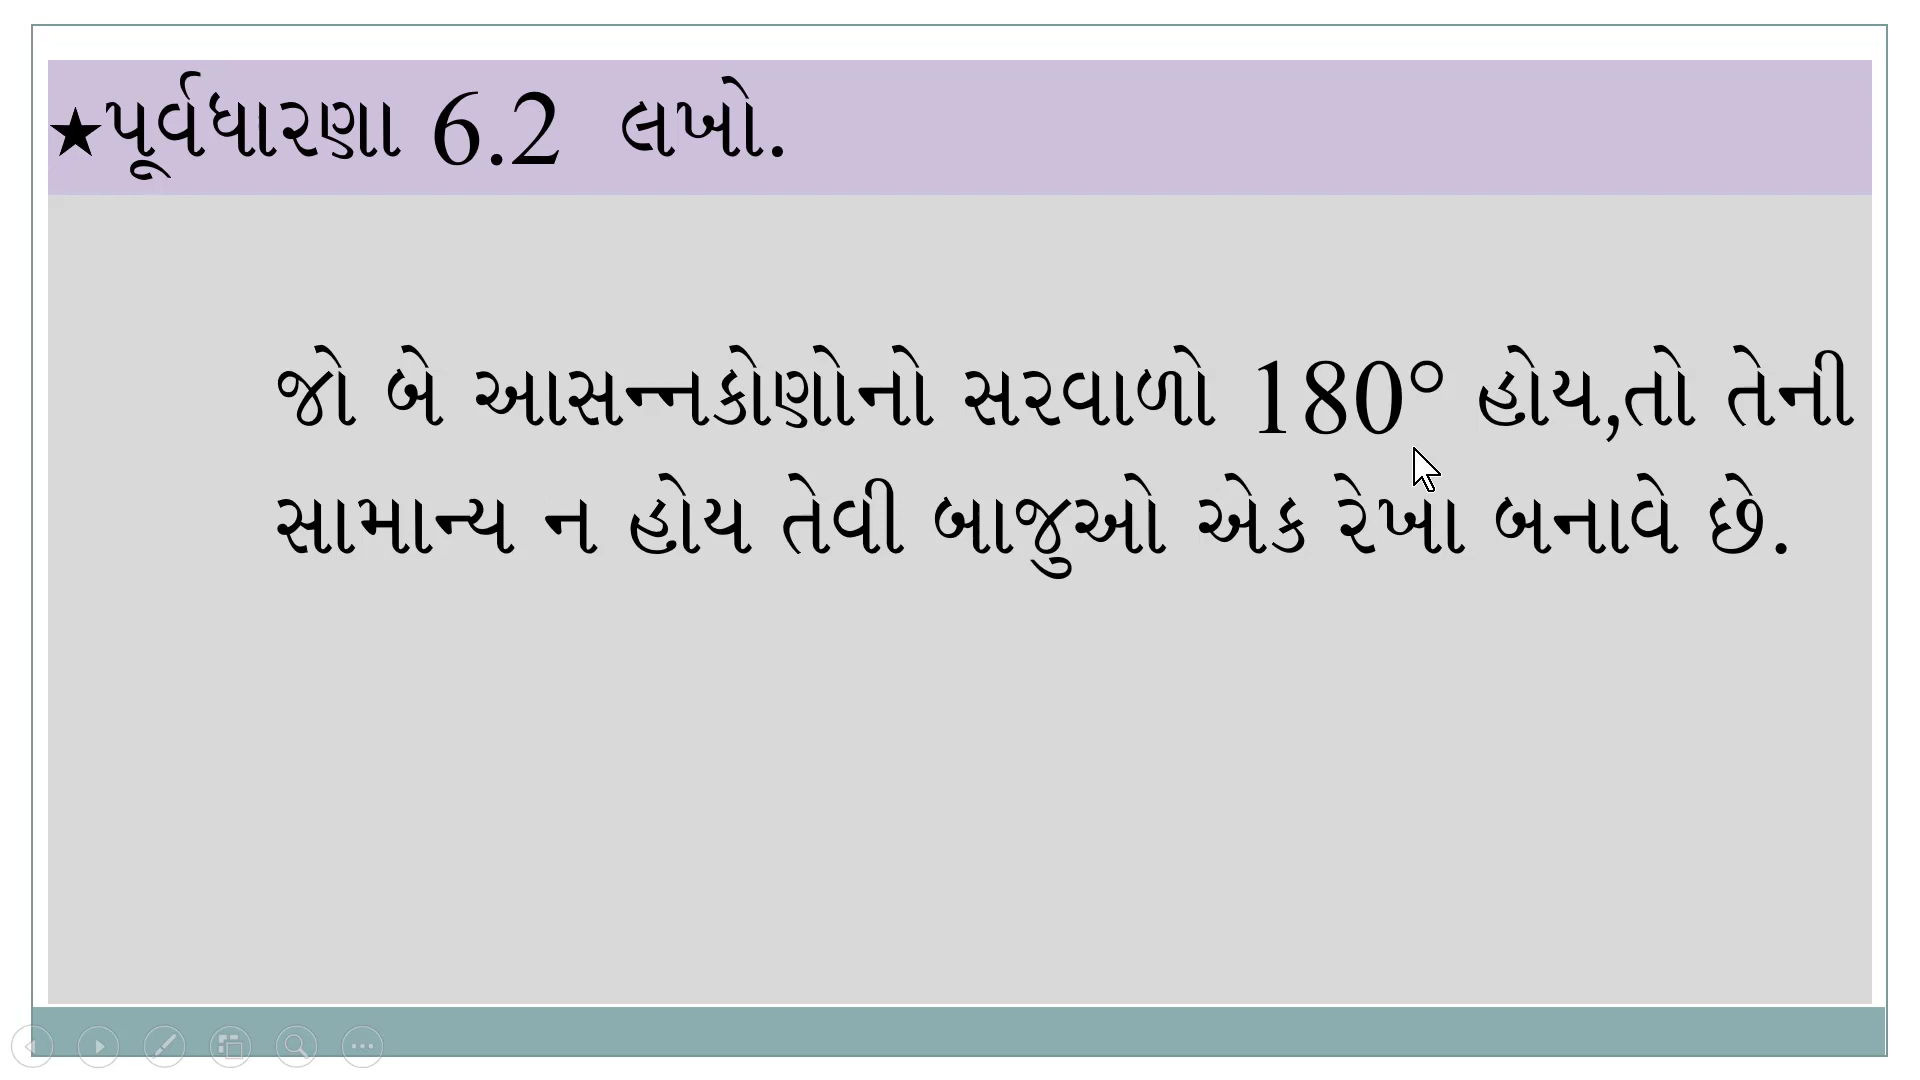 ★પૂર્વધારણા 6.2 લખો.
જો બે આસન્નકોણોનો સરવાળો 180° હોય,તો તેની
સામાન્ય ન હોય તેવી બાજુઓ એક રેખા બનાવે છે.